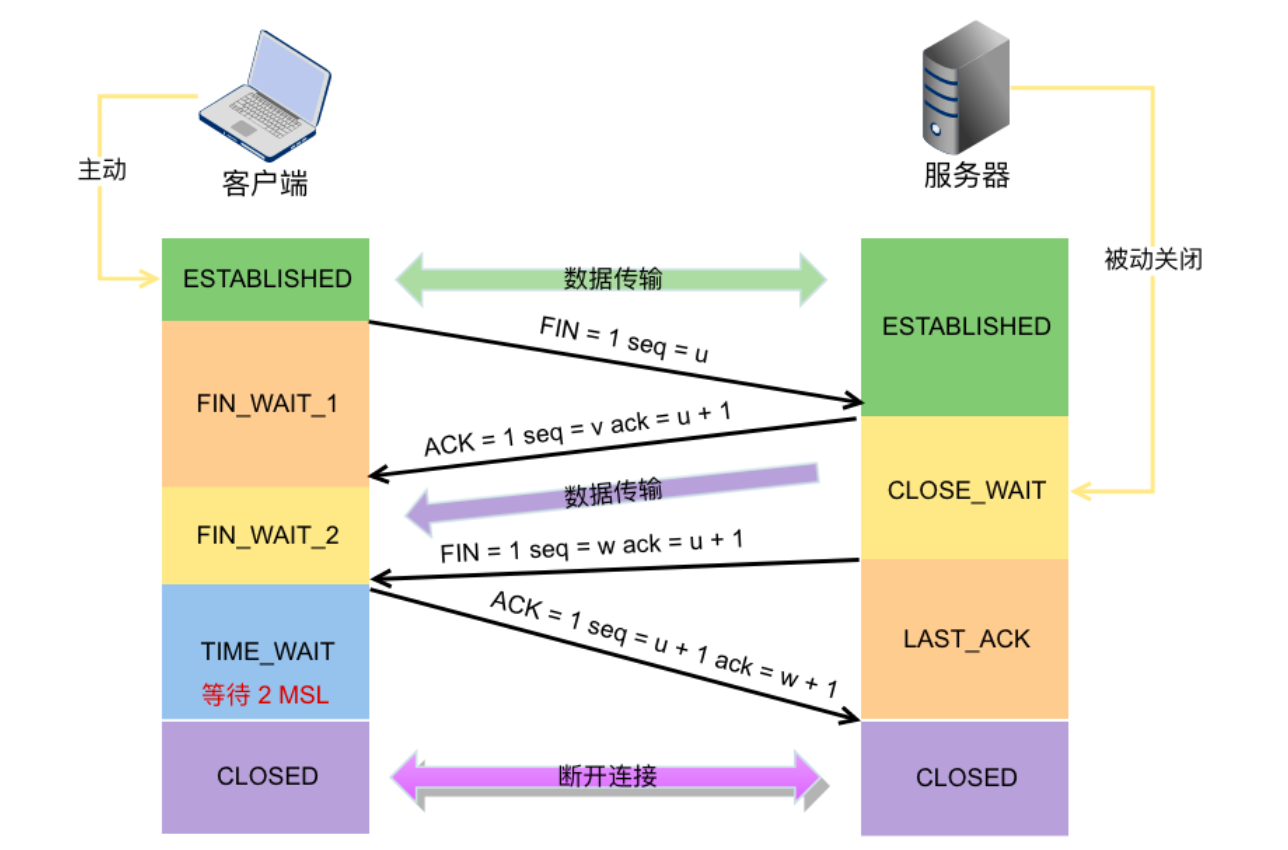 主动
客户端
服务器
被动关闭
ESTABLISHED
数据传输
ESTABLISHED
FIN = 1 seq = u
FIN_WAIT_1
ACK = 1 seq = v ack = u + 1
数据传输
CLOSE_WAIT
FIN_WAIT_2
FIN = 1 seq = w ack = u + 1
ACK = 1 seq = u + 1 ack = w + 1
TIME_WAIT
等待 2 MSL
LAST_ACK
CLOSED
断开连接
CLOSED